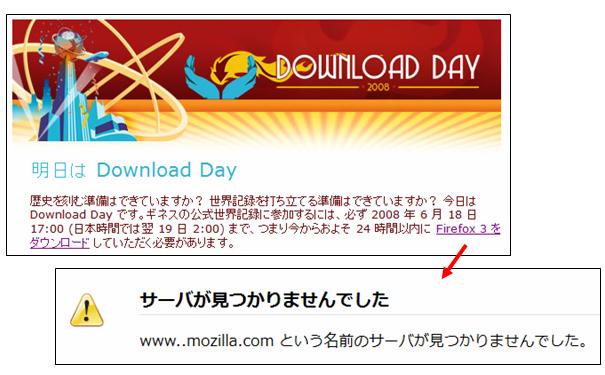 DOWNLOAD DAY
2008
明日は Download Day
歴史を刻む準備はできていますか? 世界記録を打ち立てる準備はできていますか? 今日は
Download Day です。ギネスの公式世界記録に参加するには、必ず 2008 年 6 月 18 日
17:00 (日本時間では翌 19 日 2:00) まで、つまり今からおよそ 24 時間以内に Firefox 3 を
ダウンロードしていただく必要があります。
サーバが見つかりませんでした
www..mozilla.com という名前のサーバが見つかりませんでした。